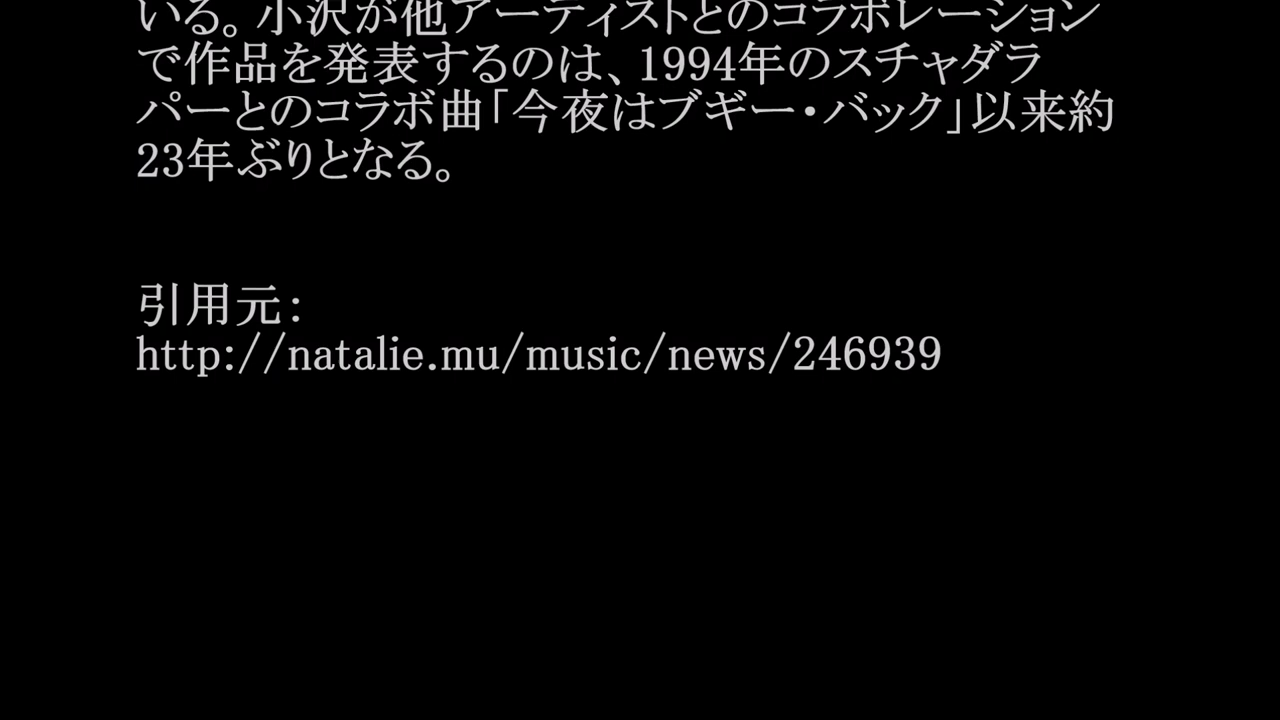 いる。小沢が他アーティストとのコラボレーション
で作品を発表するのは、1994年のスチャダラ
パーとのコラボ曲「今夜はブギー・バック」以来約
23年ぶりとなる。
引用元：
http://natalie.mu/music/news/246939